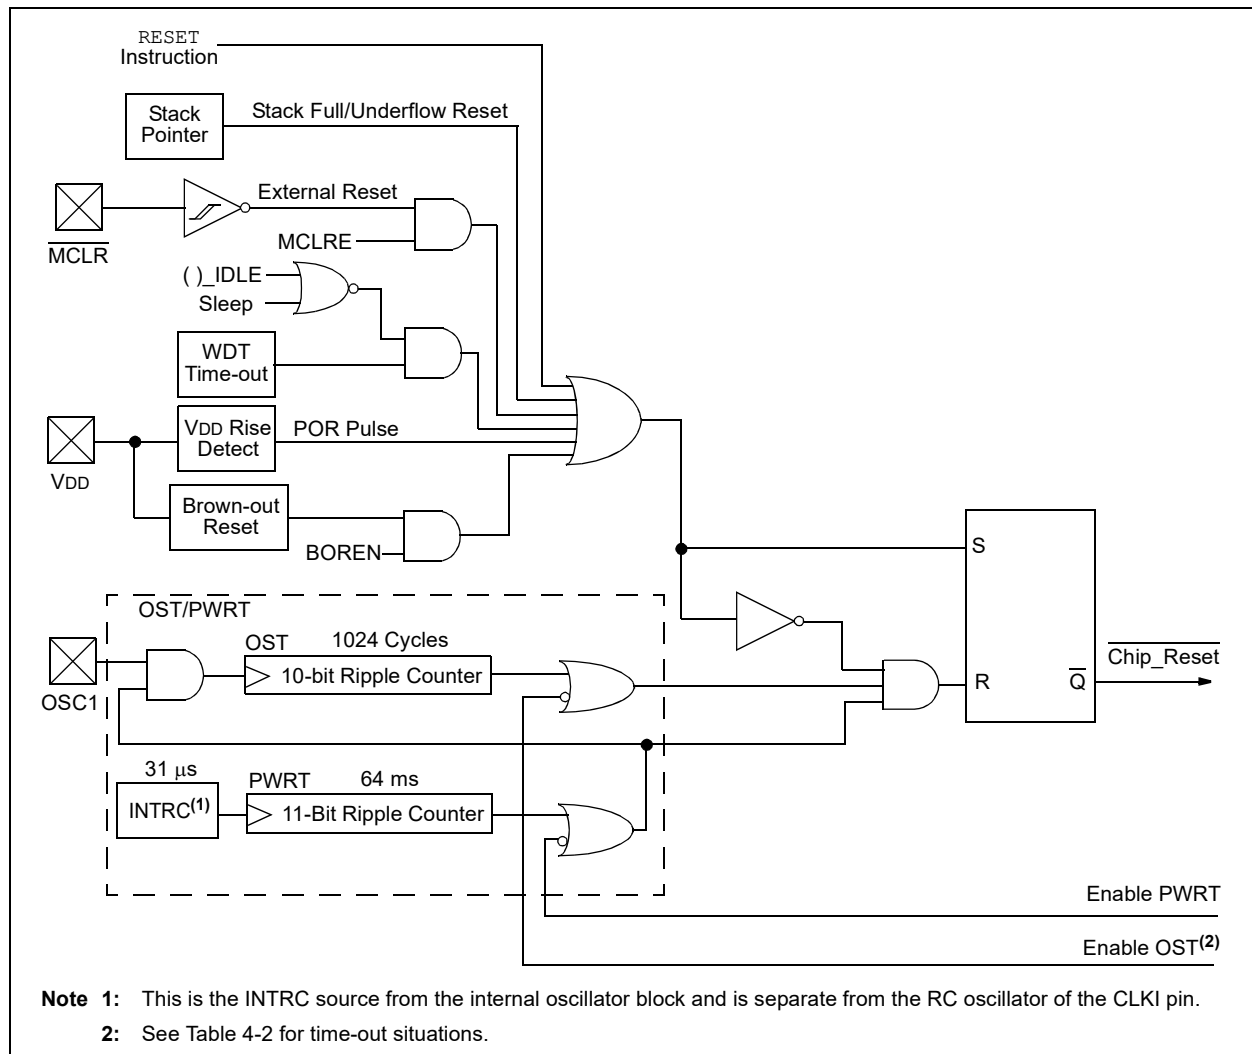 RESET
Instruction
Stack
Pointer
Stack Full/Underflow Reset
External Reset
MCLR
MCLRE
( )_IDLE
Sleep
WDT
Time-out
VDD
VDD Rise
Detect
POR Pulse
Brown-out
Reset
BOREN
S
OST/PWRT
OST
1024 Cycles
10-bit Ripple Counter
OSC1
R
Q
Chip_Reset
31 μs
INTRC(1)
PWRT
64 ms
11-Bit Ripple Counter
Enable PWRT
Enable OST(2)
Note 1: This is the INTRC source from the internal oscillator block and is separate from the RC oscillator of the CLKI pin.
2: See Table 4-2 for time-out situations.